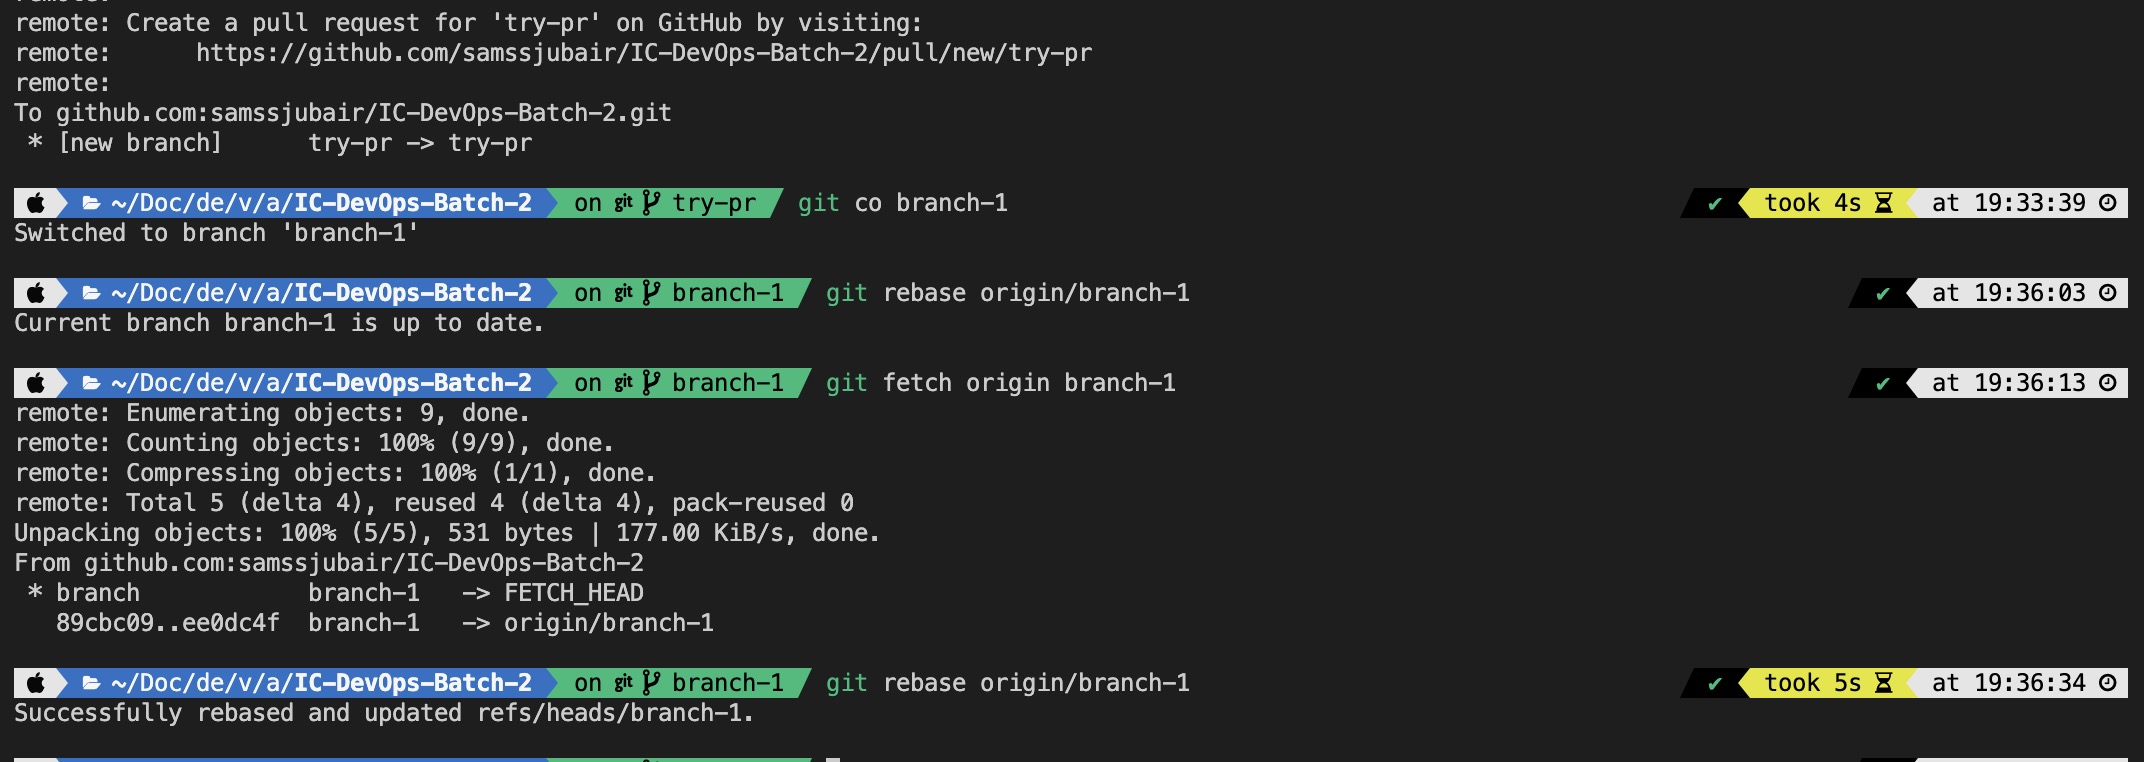 remote:
remote: Create a pull request for 'try-pr' on GitHub by visiting:
remote:      https://github.com/samssjubair/IC-DevOps-Batch-2/pull/new/try-pr
remote:
To github.com:samssjubair/IC-DevOps-Batch-2.git
 * [new branch]      try-pr -> try-pr
~/Doc/de/v/a/IC-DevOps-Batch-2 on git try-pr git co branch-1 ✔ took 4s at 19:33:39
Switched to branch 'branch-1'
~/Doc/de/v/a/IC-DevOps-Batch-2 on git branch-1 git rebase origin/branch-1 ✔ at 19:36:03
Current branch branch-1 is up to date.
~/Doc/de/v/a/IC-DevOps-Batch-2 on git branch-1 git fetch origin branch-1 ✔ at 19:36:13
remote: Enumerating objects: 9, done.
remote: Counting objects: 100% (9/9), done.
remote: Compressing objects: 100% (1/1), done.
remote: Total 5 (delta 4), reused 4 (delta 4), pack-reused 0
Unpacking objects: 100% (5/5), 531 bytes | 177.00 KiB/s, done.
From github.com:samssjubair/IC-DevOps-Batch-2
 * branch            branch-1   -> FETCH_HEAD
   89cbc09..ee0dc4f  branch-1   -> origin/branch-1
~/Doc/de/v/a/IC-DevOps-Batch-2 on git branch-1 git rebase origin/branch-1 ✔ took 5s at 19:36:34
Successfully rebased and updated refs/heads/branch-1.